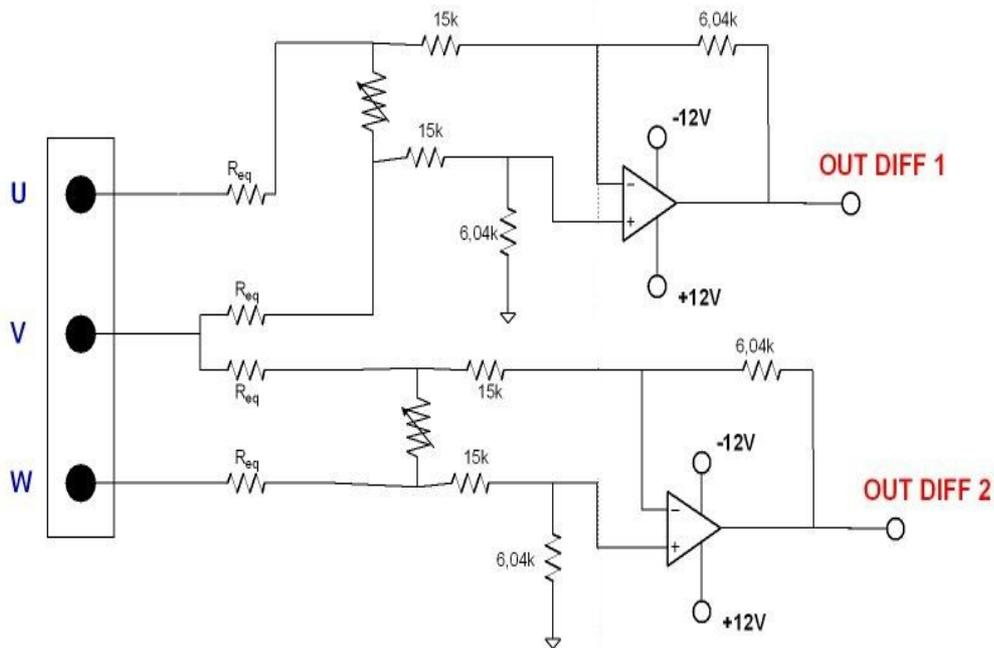 15k
6,04k
-12V
15k
OUT DIFF 1
U
Req
6,04k
+12V
Req
V
6,04k
Req
15k
-12V
Req
15k
W
OUT DIFF 2
6,04k
+12V
-
+
-
+